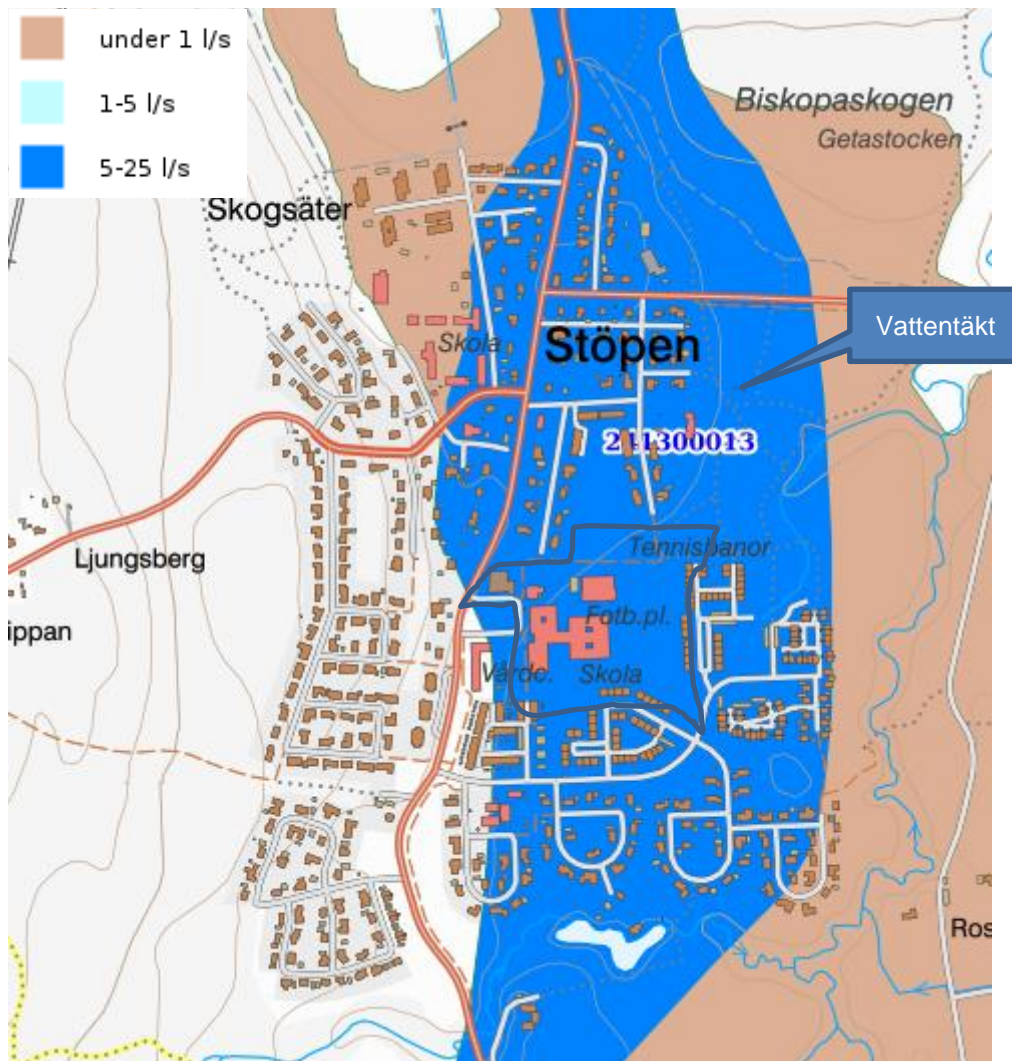 under 1 l/s
1-5 l/s
5-25 l/s
Biskopaskogen
Getastocken
Skogsäter
Vattentäkt
Skola
Stöpen
241300013
Ljungsberg
Tennisbanor
ippan
Fotb.pl.
Vårdc.
Skola
Ros